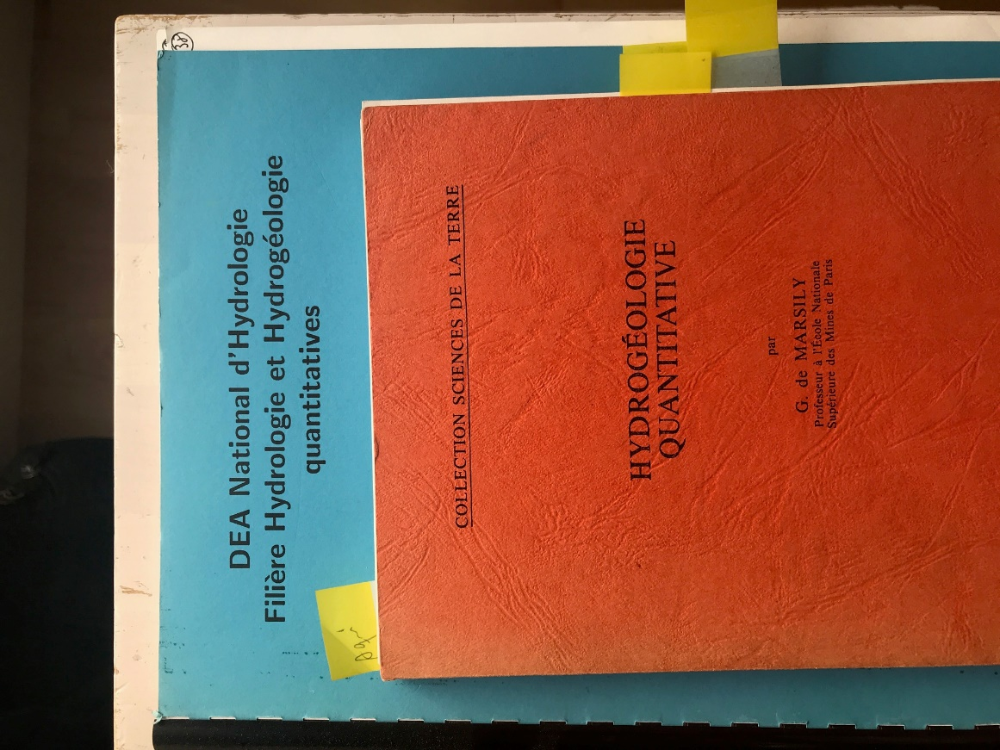 38
DEA National d'Hydrologie
Filière Hydrologie et Hydrogéologie
quantitatives
COLLECTION SCIENCES DE LA TERRE
HYDROGÉOLOGIE
QUANTITATIVE
par
G. de MARSILY
Professeur à l'École Nationale
Supérieure des Mines de Paris